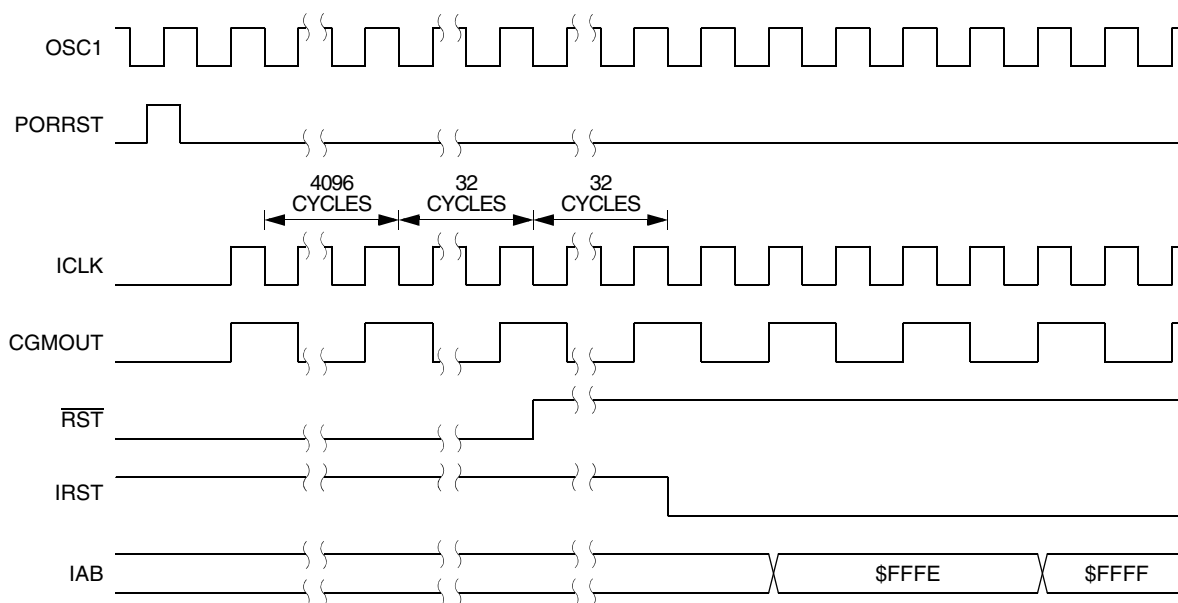 OSC1
PORRST
4096
CYCLES
32
CYCLES
32
CYCLES
ICLK
CGMOUT
RST
IRST
IAB
$FFFE
$FFFF